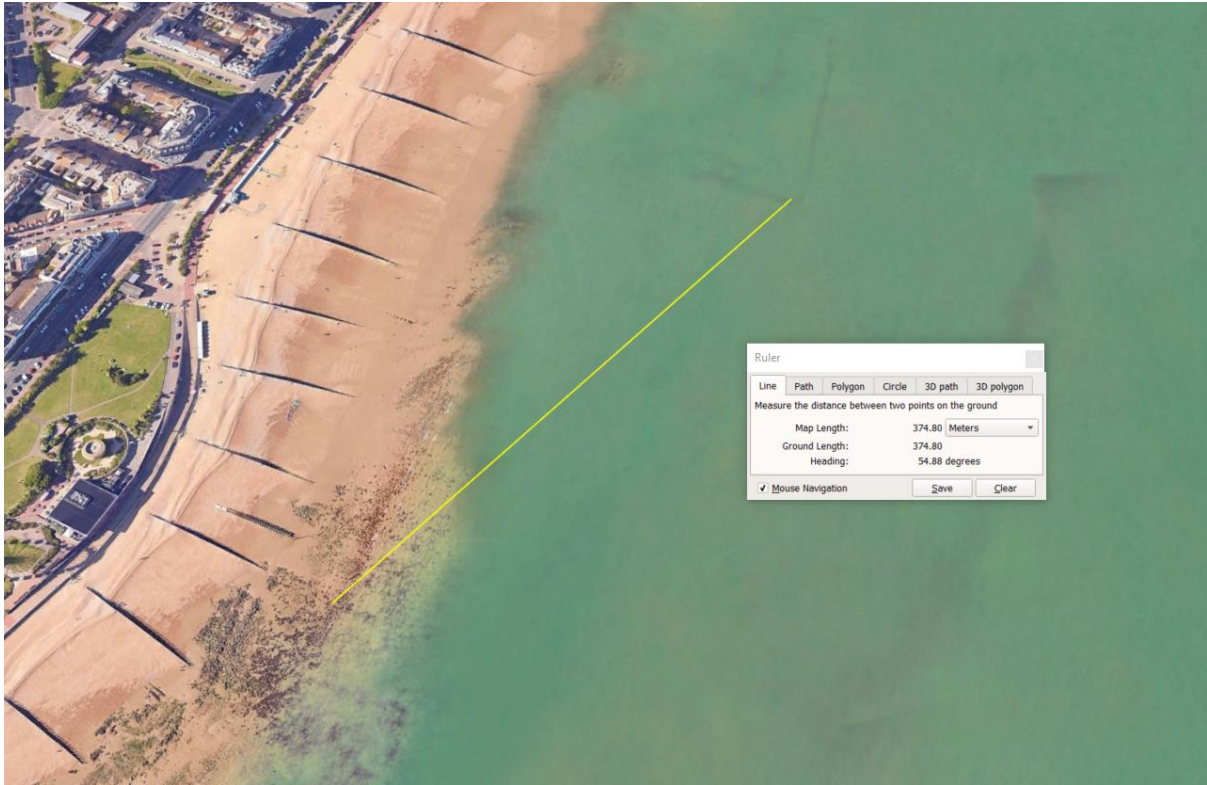 Ruler
Line Path Polygon Circle 3D path 3D polygon
Measure the distance between two points on the ground
Map Length: 374.80 Meters
Ground Length: 374.80
Heading: 54.88 degrees
Mouse Navigation Save Clear